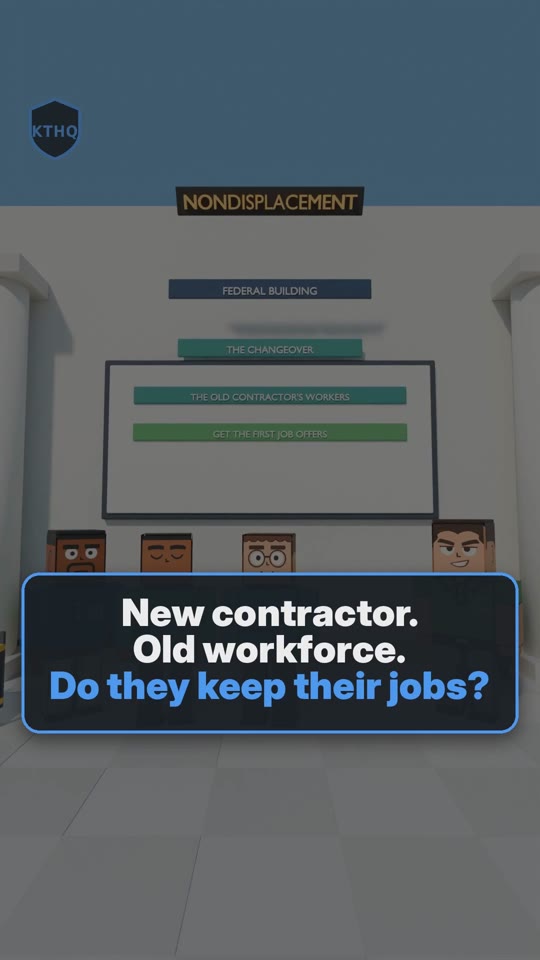 KTHQ
NONDISPLACEMENT
FEDERAL BUILDING
THE CHANGEOVER
THE OLD CONTRACTOR'S WORKERS
GET THE FIRST JOB OFFERS
New contractor.
Old workforce.
Do they keep their jobs?